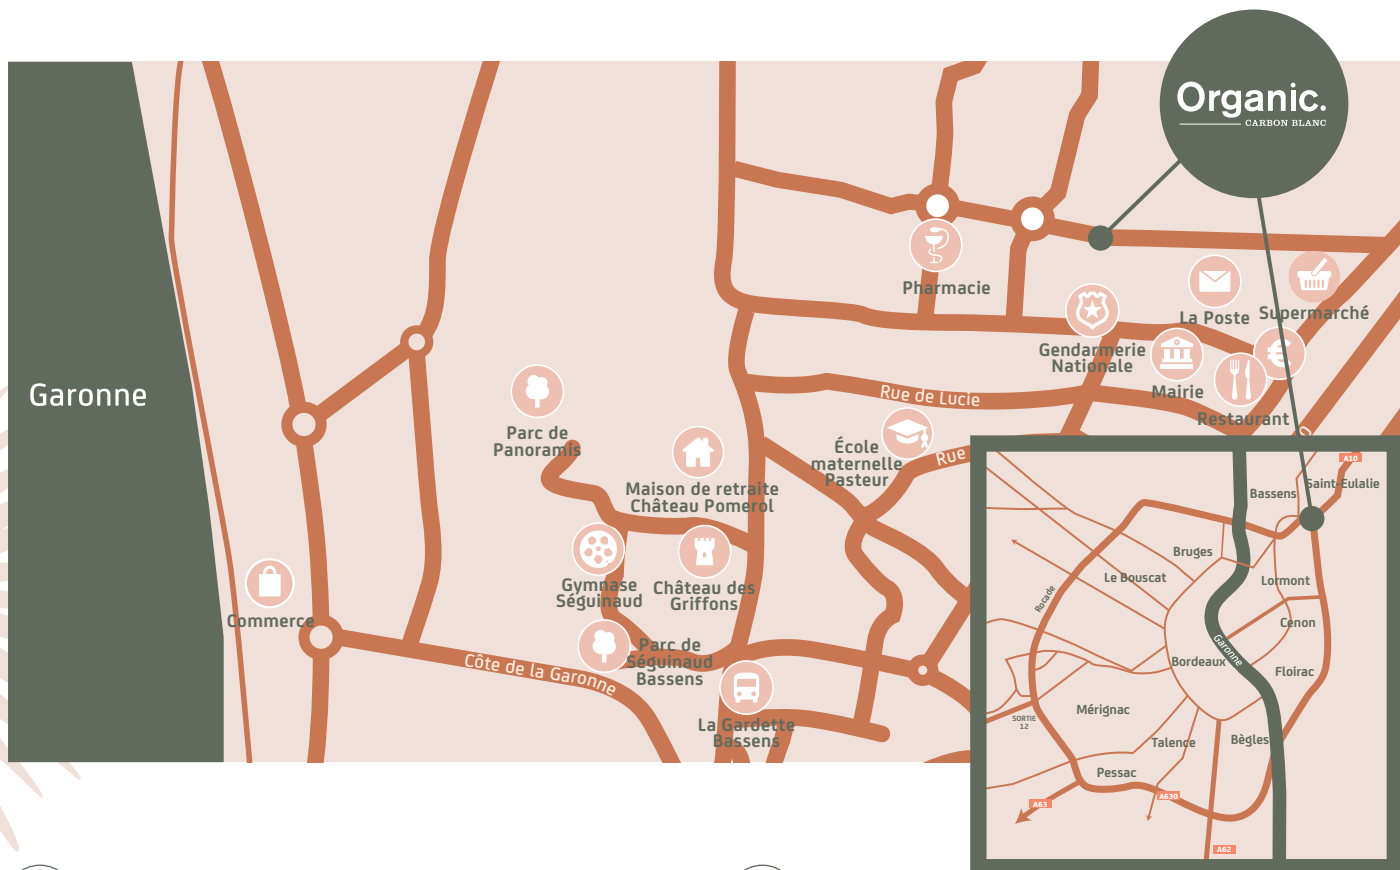 Organic.
CARBON BLANC
Pharmacie
La Poste
Supermarché
Gendarmerie
Nationale
Mairie
Restaurant
Garonne
Rue de Lucie
Parc de
Panoramis
École
maternelle
Pasteur
Rue
Maison de retraite
Château Pomerol
Gymnase
Séguinaud
Château des
Griffons
Commerce
Côte de la Garonne
Parc de
Séguinaud
Bassens
La Gardette
Bassens
A10
Saint-Eulalie
Bassens
Bruges
Le Bouscat
Lormont
Rocade
Cenon
Garonne
Bordeaux
Floirac
Mérignac
SORTIE
12
Talence
Bègles
Pessac
A63
A630
A62